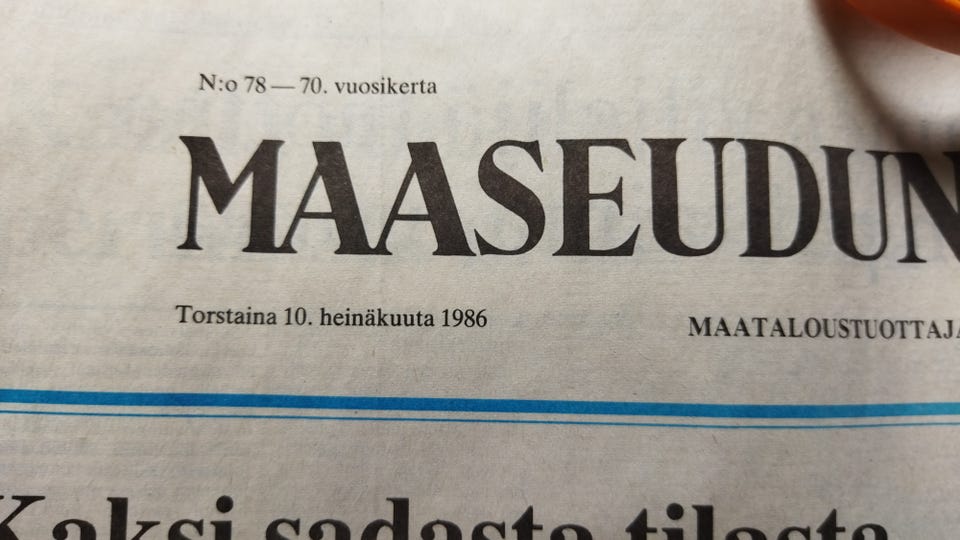 N:o 78 — 70. vuosikerta
MAASEUDUN
Torstaina 10. heinäkuuta 1986
MAATALOUSTUOTTAJA
Kaksi sadasta tilasta